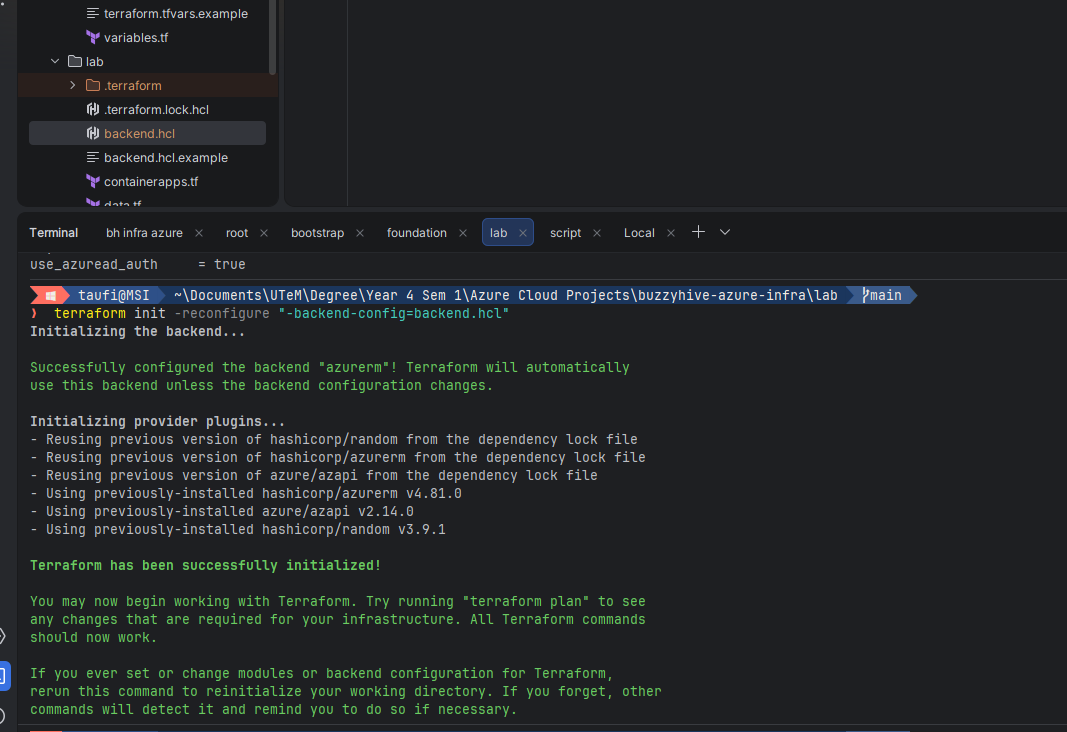 terraform.tfvars.example
variables.tf
lab
.terraform
.terraform.lock.hcl
backend.hcl
backend.hcl.example
containerapps.tf
data.tf
Terminal bh infra azure root bootstrap foundation lab script Local
use_azuread_auth = true
taufi@MSI ~\Documents\UTeM\Degree\Year 4 Sem 1\Azure Cloud Projects\buzzyhive-azure-infra\lab main
❯ terraform init -reconfigure "-backend-config=backend.hcl"
Initializing the backend...
Successfully configured the backend "azurerm"! Terraform will automatically
use this backend unless the backend configuration changes.
Initializing provider plugins...
- Reusing previous version of hashicorp/random from the dependency lock file
- Reusing previous version of hashicorp/azurerm from the dependency lock file
- Reusing previous version of azure/azapi from the dependency lock file
- Using previously-installed hashicorp/azurerm v4.81.0
- Using previously-installed azure/azapi v2.14.0
- Using previously-installed hashicorp/random v3.9.1
Terraform has been successfully initialized!
You may now begin working with Terraform. Try running "terraform plan" to see
any changes that are required for your infrastructure. All Terraform commands
should now work.
If you ever set or change modules or backend configuration for Terraform,
rerun this command to reinitialize your working directory. If you forget, other
commands will detect it and remind you to do so if necessary.